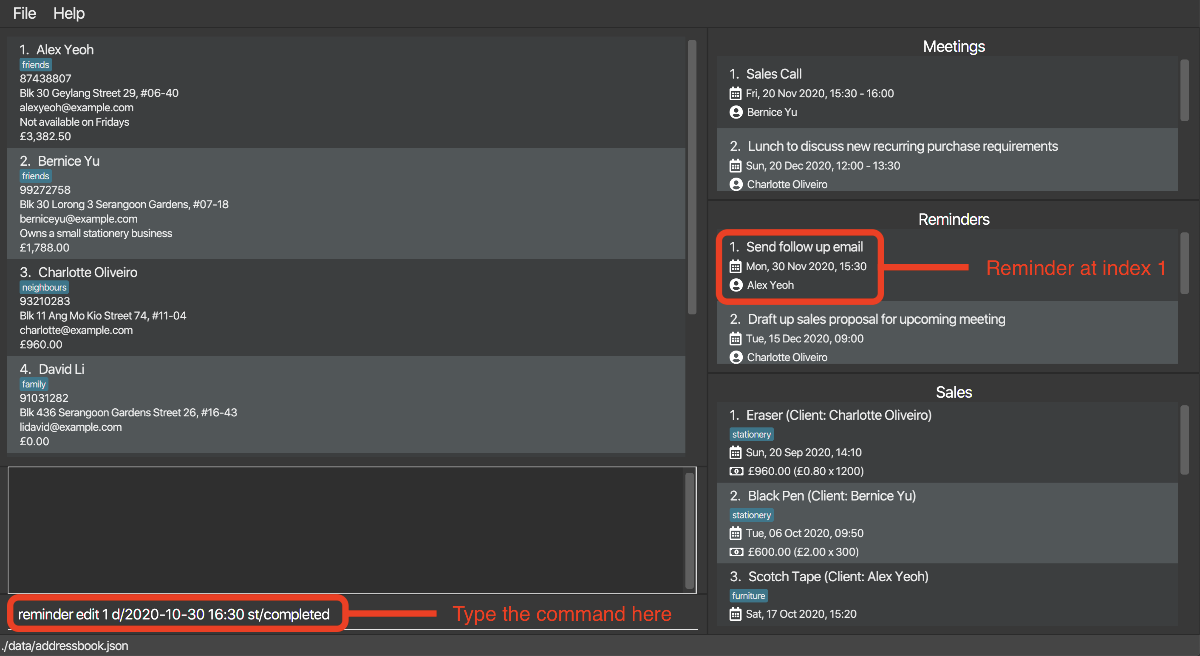 File Help
1. Alex Yeoh
friends
87438807
Blk 30 Geylang Street 29, #06-40
alexyeoh@example.com
Not available on Fridays
£3,382.50
2. Bernice Yu
friends
99272758
Blk 30 Lorong 3 Serangoon Gardens, #07-18
berniceyu@example.com
Owns a small stationery business
£1,788.00
3. Charlotte Oliveiro
neighbours
93210283
Blk 11 Ang Mo Kio Street 74, #11-04
charlotte@example.com
£960.00
4. David Li
family
91031282
Blk 436 Serangoon Gardens Street 26, #16-43
lidavid@example.com
£0.00
reminder edit 1 d/2020-10-30 16:30 st/completed
Type the command here
./data/addressbook.json
Meetings
1. Sales Call
Fri, 20 Nov 2020, 15:30 - 16:00
Bernice Yu
2. Lunch to discuss new recurring purchase requirements
Sun, 20 Dec 2020, 12:00 - 13:30
Charlotte Oliveiro
Reminders
1. Send follow up email
Mon, 30 Nov 2020, 15:30
Alex Yeoh
Reminder at index 1
2. Draft up sales proposal for upcoming meeting
Tue, 15 Dec 2020, 09:00
Charlotte Oliveiro
Sales
1. Eraser (Client: Charlotte Oliveiro)
stationery
Sun, 20 Sep 2020, 14:10
£960.00 (£0.80 x 1200)
2. Black Pen (Client: Bernice Yu)
stationery
Tue, 06 Oct 2020, 09:50
£600.00 (£2.00 x 300)
3. Scotch Tape (Client: Alex Yeoh)
furniture
Sat, 17 Oct 2020, 15:20